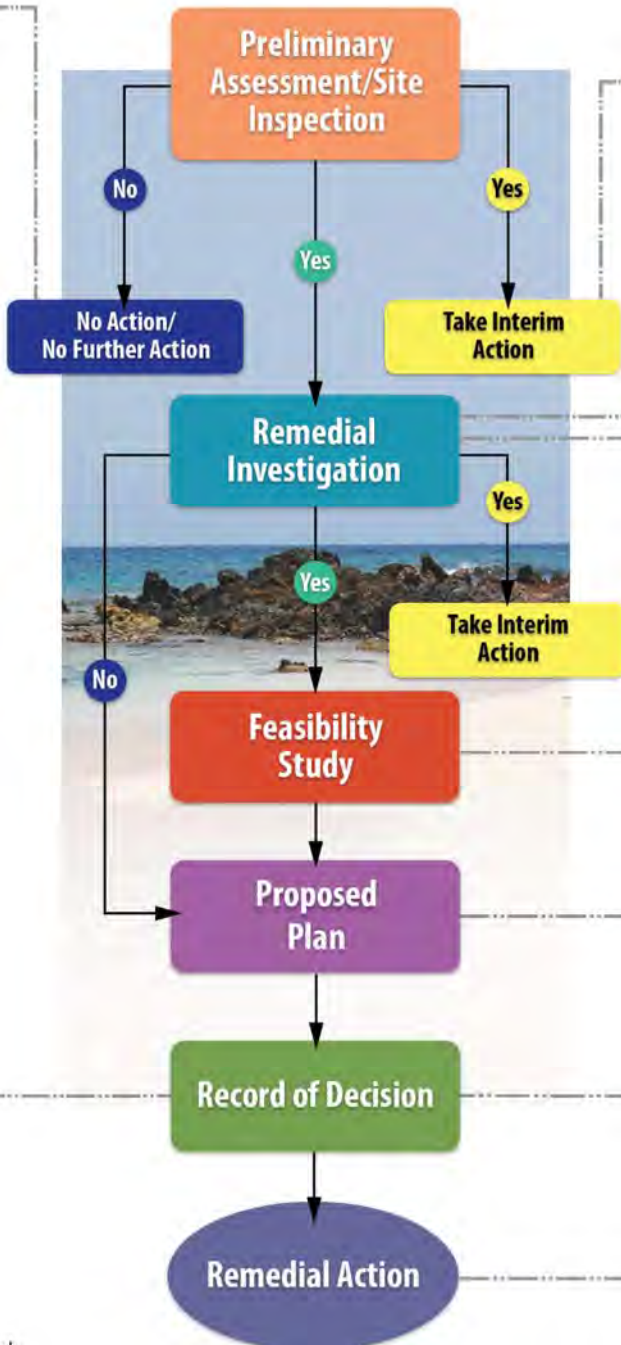 Preliminary
Assessment/Site
Inspection
No
Yes
Yes
No Action/
No Further Action
Take Interim
Action
Remedial
Investigation
Yes
Yes
Take Interim
Action
No
Feasibility
Study
Proposed
Plan
Record of Decision
Remedial Action